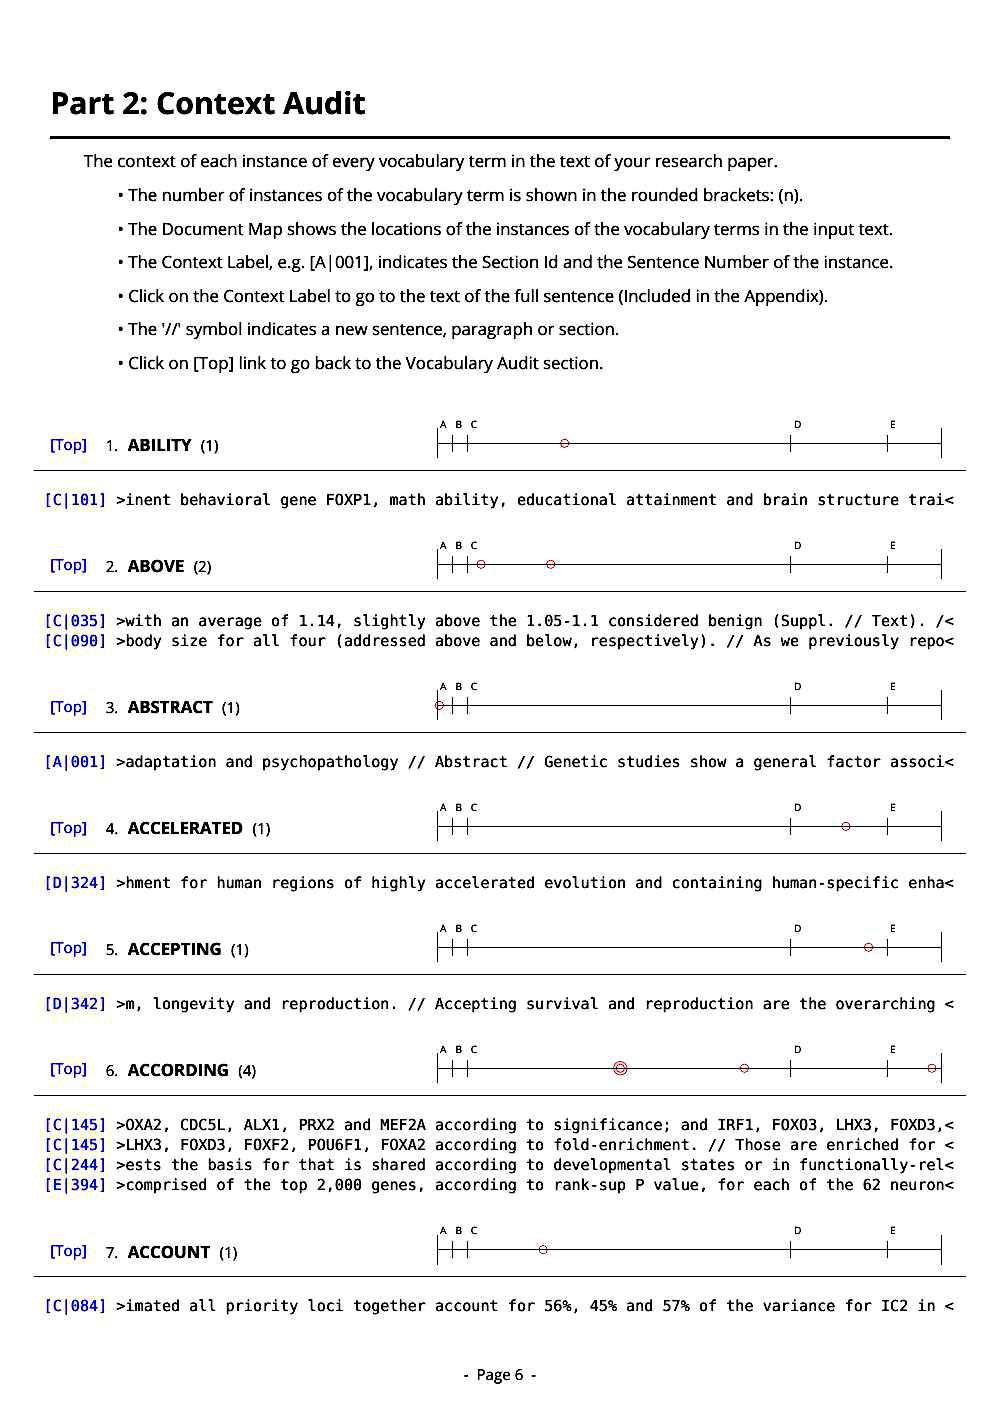 Part 2: Context Audit
The context of each instance of every vocabulary term in the text of your research paper.
• The number of instances of the vocabulary term is shown in the rounded brackets: (n).
• The Document Map shows the locations of the instances of the vocabulary terms in the input text.
• The Context Label, e.g. [A|001], indicates the Section Id and the Sentence Number of the instance.
• Click on the Context Label to go to the text of the full sentence (Included in the Appendix).
• The '//' symbol indicates a new sentence, paragraph or section.
• Click on [Top] link to go back to the Vocabulary Audit section.
A B C D E
[Top] 1. ABILITY (1)
[C|101] >inent behavioral gene FOXP1, math ability, educational attainment and brain structure trai<
A B C D E
[Top] 2. ABOVE (2)
[C|035] >with an average of 1.14, slightly above the 1.05-1.1 considered benign (Suppl. // Text). /<
[C|090] >body size for all four (addressed above and below, respectively). // As we previously repo<
A B C D E
[Top] 3. ABSTRACT (1)
[A|001] >adaptation and psychopathology // Abstract // Genetic studies show a general factor associ<
A B C D E
[Top] 4. ACCELERATED (1)
[D|324] >hment for human regions of highly accelerated evolution and containing human-specific enha<
A B C D E
[Top] 5. ACCEPTING (1)
[D|342] >m, longevity and reproduction. // Accepting survival and reproduction are the overarching <
A B C D E
[Top] 6. ACCORDING (4)
[C|145] >OXA2, CDC5L, ALX1, PRX2 and MEF2A according to significance; and IRF1, FOXO3, LHX3, FOXD3,<
[C|145] >LHX3, FOXD3, FOXF2, POU6F1, FOXA2 according to fold-enrichment. // Those are enriched for <
[C|244] >ests the basis for that is shared according to developmental states or in functionally-rel<
[E|394] >comprised of the top 2,000 genes, according to rank-sup P value, for each of the 62 neuron<
A B C D E
[Top] 7. ACCOUNT (1)
[C|084] >imated all priority loci together account for 56%, 45% and 57% of the variance for IC2 in <
- Page 6 -